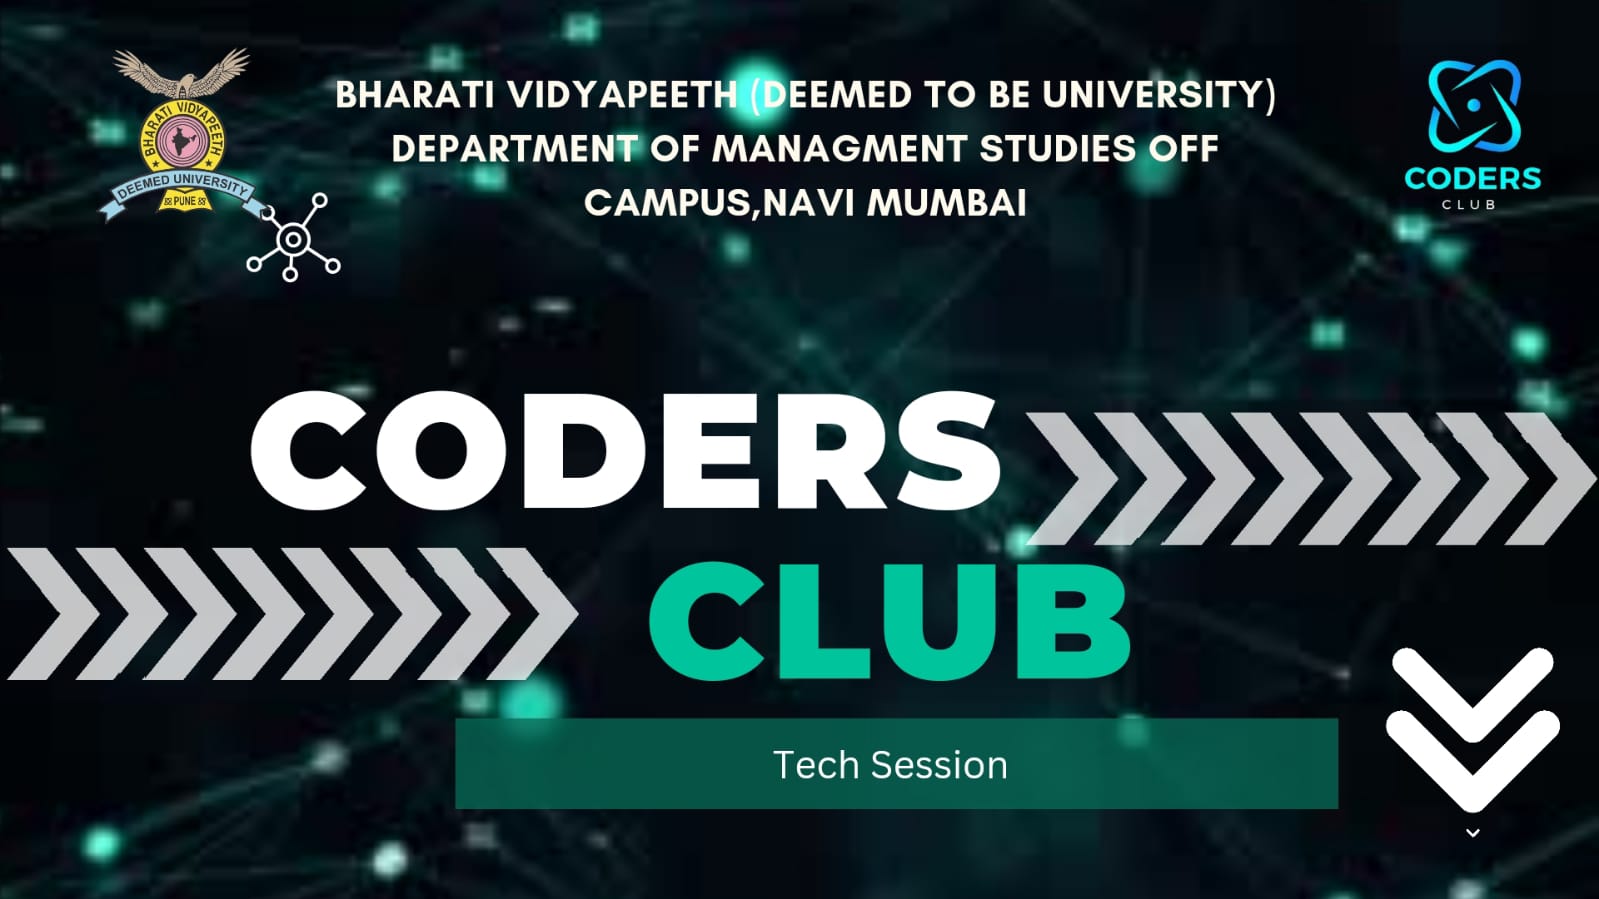 BHARATI VIDYAPEETH (DEEMED TO BE UNIVERSITY)
DEPARTMENT OF MANAGMENT STUDIES OFF
CAMPUS,NAVI MUMBAI
BHARATI VIDYAPEETH
DEEMED UNIVERSITY
PUNE
CODERS
CLUB
CODERS
CLUB
Tech Session